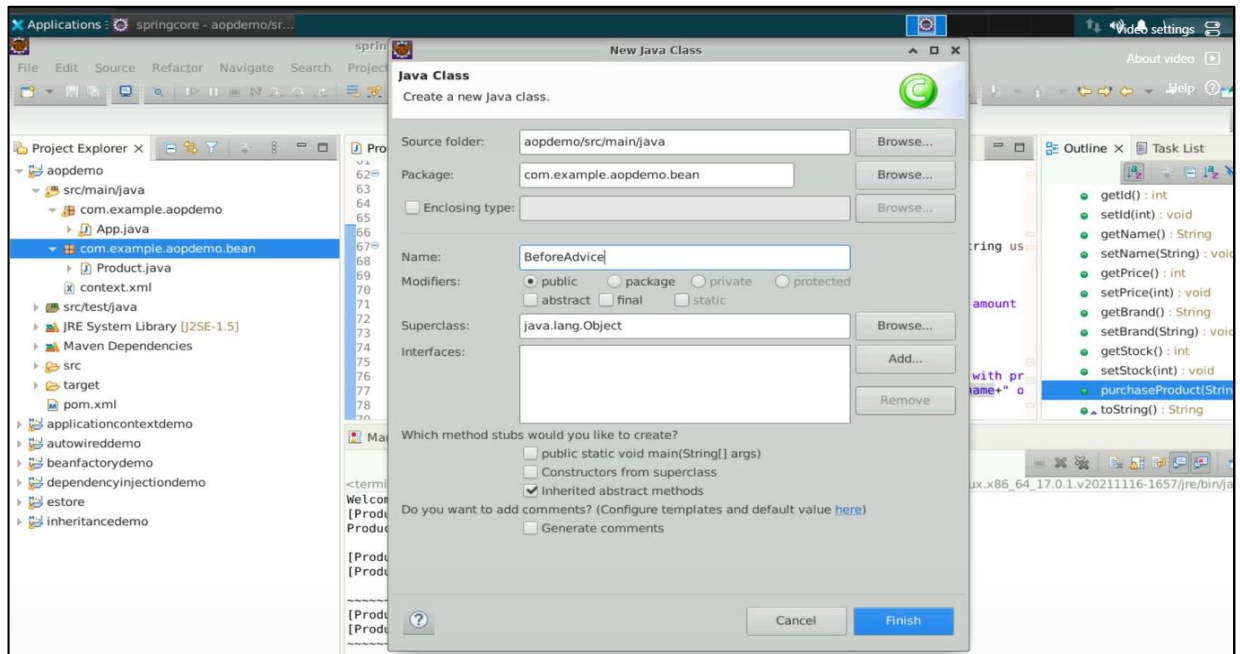 Applications : springcore - aopdemo/sr...
Video settings
sprin
New Java Class
About video
File Edit Source Refactor Navigate Search Project
Help
Java Class
Create a new Java class.
Project Explorer
aopdemo
src/main/java
com.example.aopdemo
App.java
com.example.aopdemo.bean
Product.java
context.xml
src/test/java
JRE System Library [J2SE-1.5]
Maven Dependencies
src
target
pom.xml
applicationcontextdemo
autowireddemo
beanfactorydemo
dependencyinjectiondemo
estore
inheritancedemo
Pro
62
63
64
65
66
67
68
69
70
71
72
73
74
75
76
77
78
Source folder: aopdemo/src/main/java Browse...
Package: com.example.aopdemo.bean Browse...
Enclosing type: Browse...
Name: BeforeAdvice
Modifiers: public package private protected
abstract final static
Superclass: java.lang.Object Browse...
Interfaces: Add...
Remove
Which method stubs would you like to create?
public static void main(String[] args)
Constructors from superclass
Inherited abstract methods
Do you want to add comments? (Configure templates and default value here)
Generate comments
Cancel Finish
ring us
amount
with pr
name+" o
Outline Task List
getId() : int
setId(int) : void
getName() : String
setName(String) : voic
getPrice() : int
setPrice(int) : void
getBrand() : String
setBrand(String) : voic
getStock() : int
setStock(int) : void
purchaseProduct(Strin
toString() : String
Mar
<termi
ux.x86_64_17.0.1.v20211116-1657/jre/bin/ja
Welcom
[Produ
Produc
[Produ
[Produ
~~~~~~
[Produ
[Produ
~~~~~~